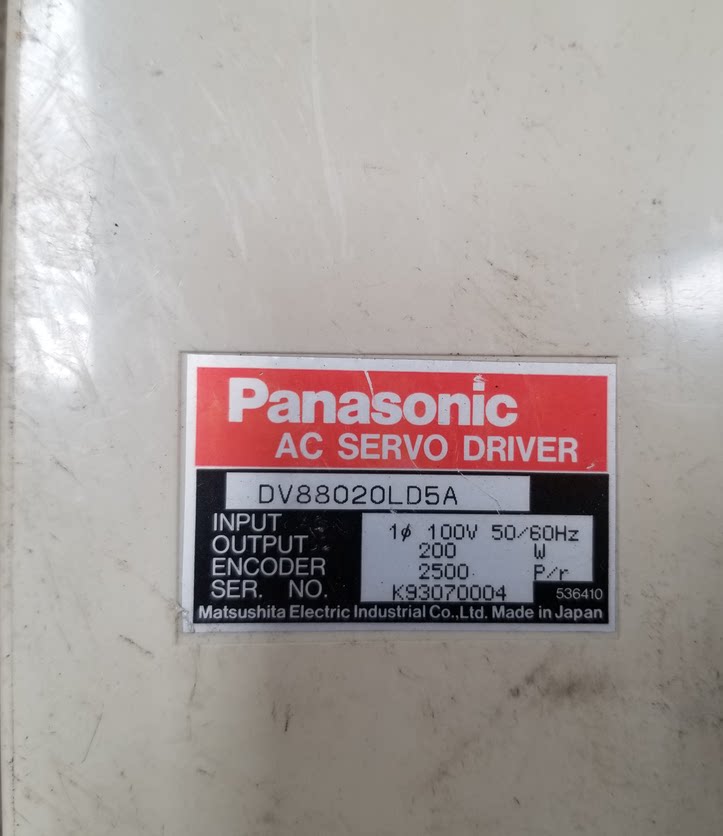 Panasonic
AC SERVO DRIVER
DV88020LD5A
INPUT 1ϕ 100V 50/60Hz
OUTPUT 200 W
ENCODER 2500 P/r
SER. NO. K93070004 536410
Matsushita Electric Industrial Co.,Ltd. Made in Japan